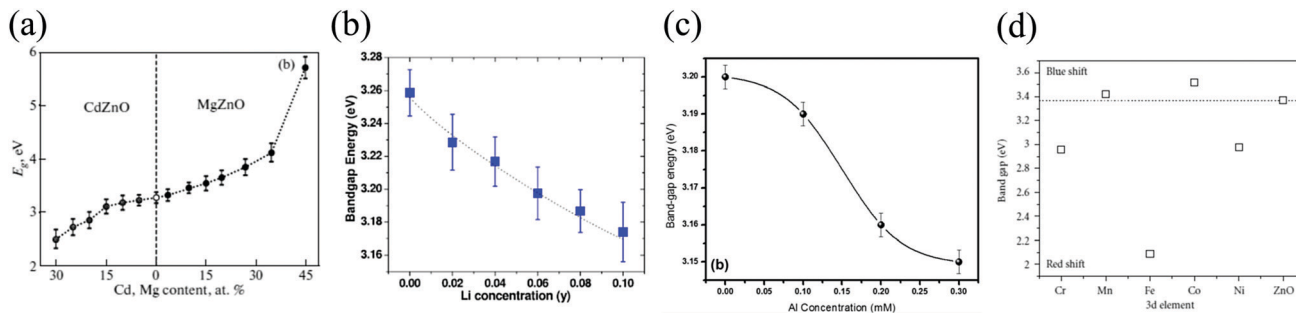 (a)
(b)
CdZnO
MgZnO
Eg, eV
6
5
4
3
2
30
15
0
15
30
45
Cd, Mg content, at. %
(b)
Bandgap Energy (eV)
3.28
3.26
3.24
3.22
3.20
3.18
3.16
0.00
0.02
0.04
0.06
0.08
0.10
Li concentration (y)
(c)
Band-gap enegry (eV)
3.20
3.19
3.18
3.17
3.16
3.15
(b)
0.00
0.05
0.10
0.15
0.20
0.25
0.30
Al Concentration (mM)
(d)
Blue shift
Band gap (eV)
3.6
3.4
3.2
3
2.8
2.6
2.4
2.2
2
Red shift
Cr
Mn
Fe
Co
Ni
ZnO
3d element